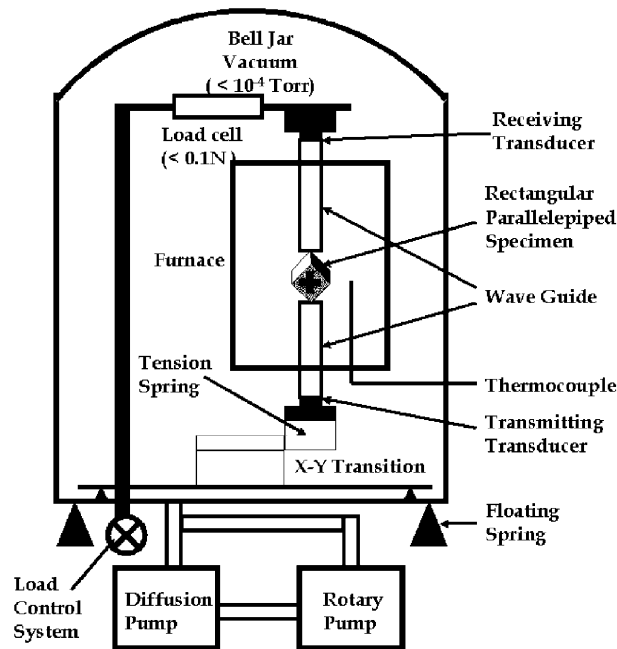 Bell Jar
Vacuum
( < 10⁻⁴ Torr)
Load cell
(< 0.1N )
Receiving
Transducer
Rectangular
Parallelepiped
Specimen
Furnace
Wave Guide
Tension
Spring
Thermocouple
Transmitting
Transducer
X-Y Transition
Floating
Spring
Load
Control
System
Diffusion
Pump
Rotary
Pump